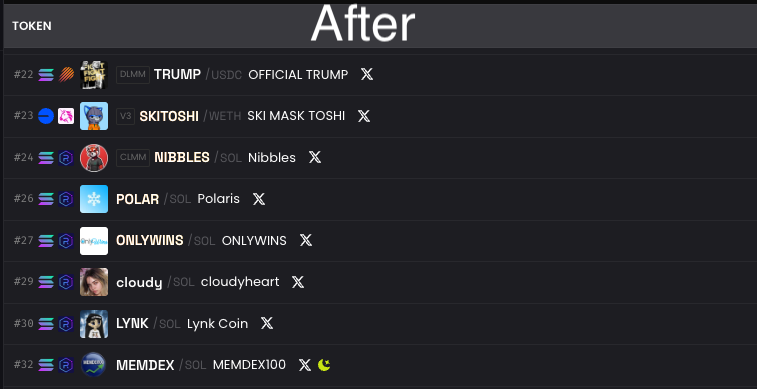 TOKEN
After
#22 DLMM TRUMP /USDC OFFICIAL TRUMP
#23 V3 SKITOSHI /WETH SKI MASK TOSHI
#24 CLMM NIBBLES /SOL Nibbles
#26 POLAR /SOL Polaris
#27 ONLYWINS /SOL ONLYWINS
#29 cloudy /SOL cloudyheart
#30 LYNK /SOL Lynk Coin
#32 MEMDEX /SOL MEMDEX100